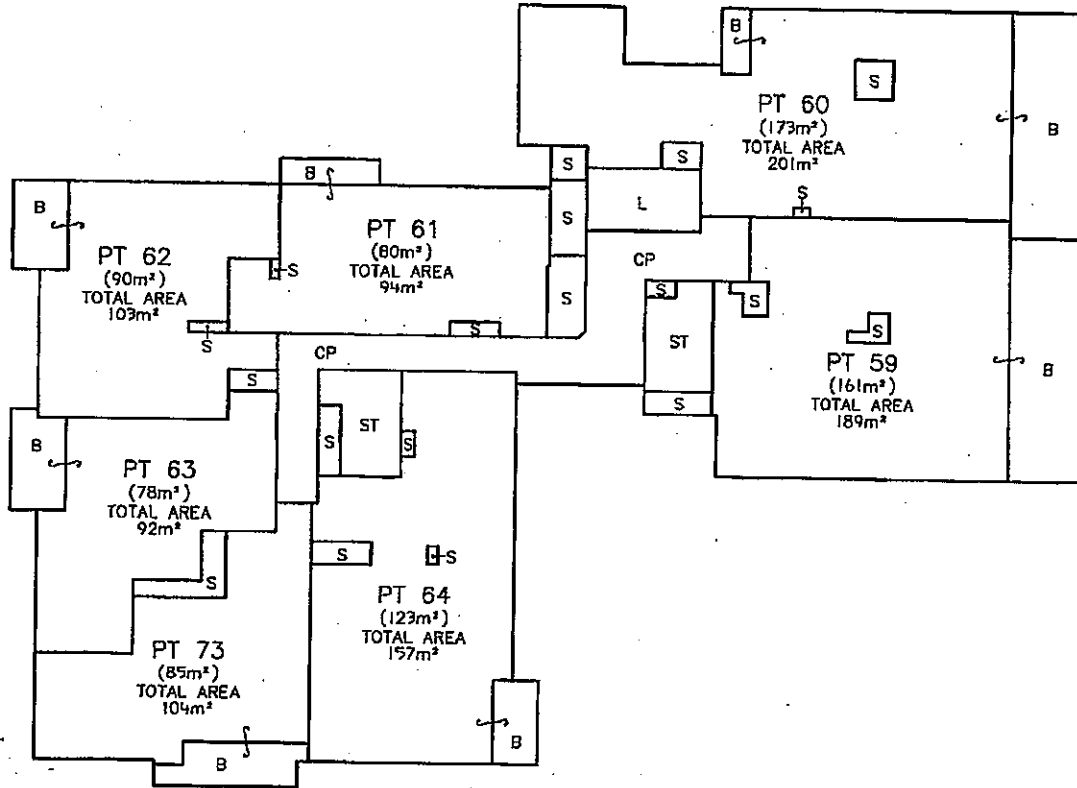 B
S
PT 60
(173m²)
TOTAL AREA
201m²
B
S
S
S
B
S
L
B
PT 61
(80m²)
TOTAL AREA
94m²
PT 62
(90m²)
TOTAL AREA
103m²
S
CP
S
S
S
S
B
PT 59
(161m²)
TOTAL AREA
189m²
S
S
ST
CP
S
S
S
ST
S
S
B
PT 63
(78m²)
TOTAL AREA
92m²
S
S
S
PT 64
(123m²)
TOTAL AREA
157m²
PT 73
(85m²)
TOTAL AREA
104m²
B
B